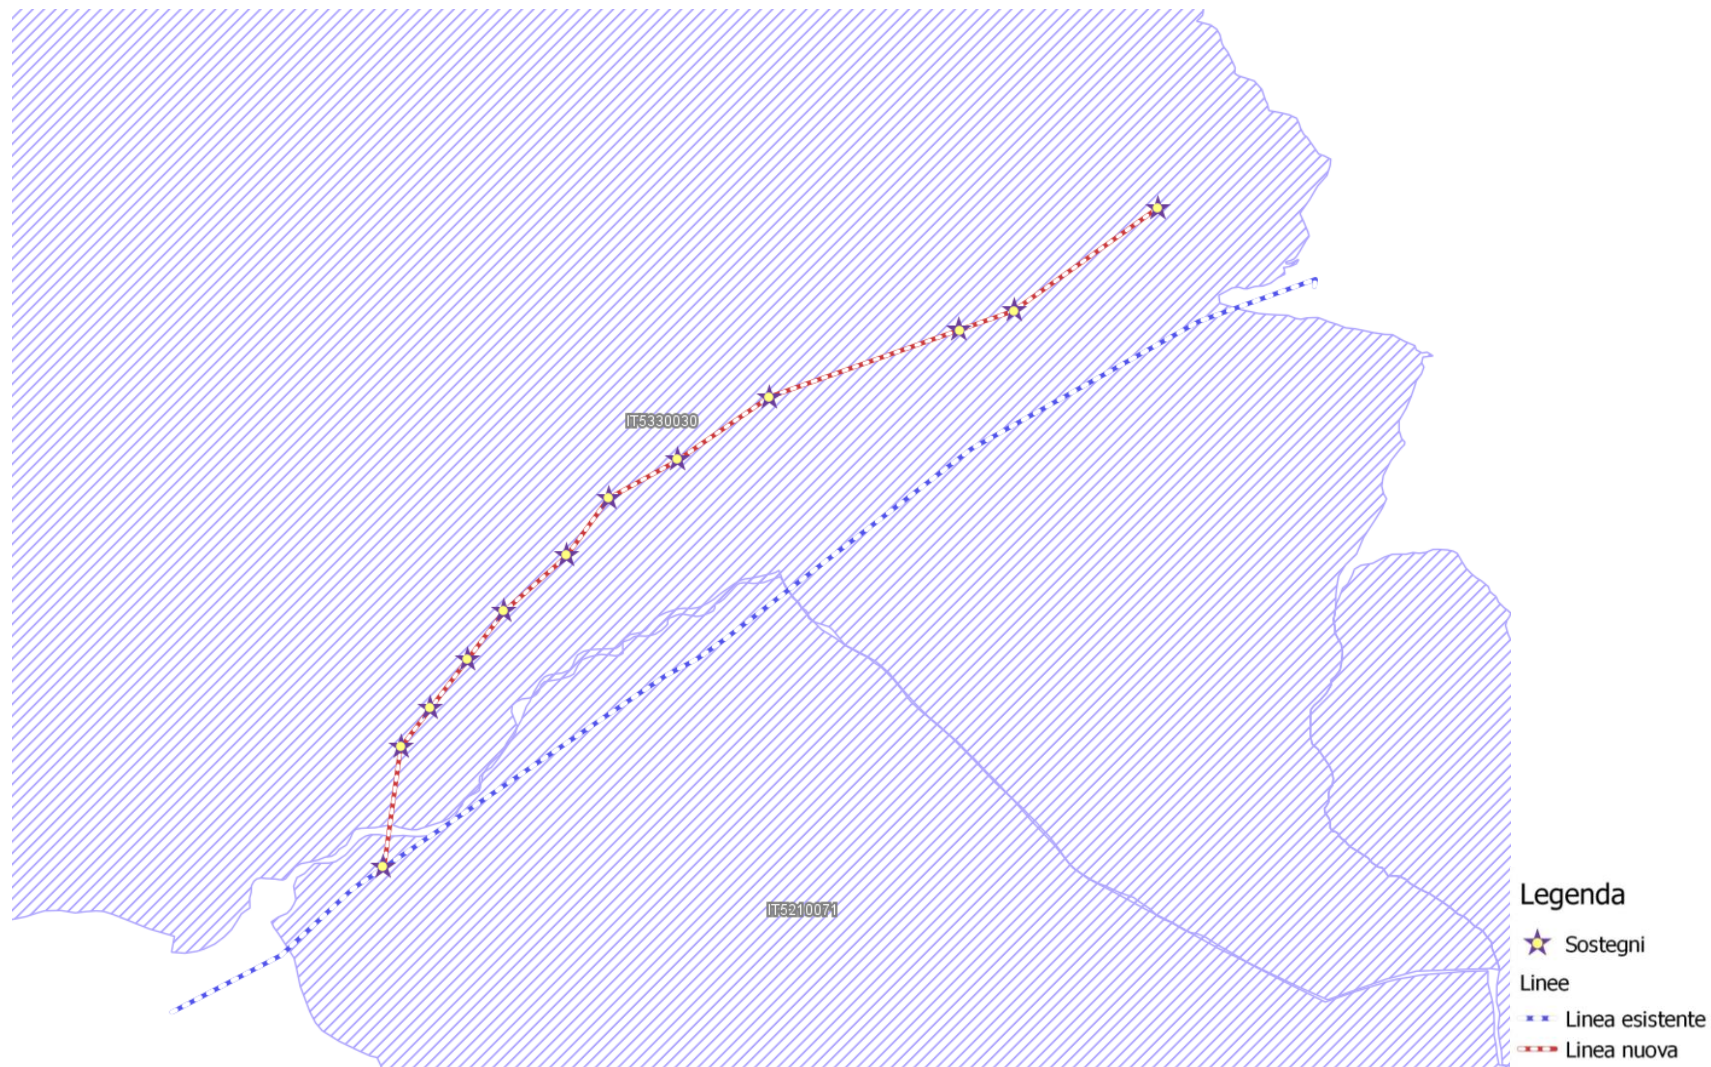 IT5330030
IT5210071
Legenda
Sostegni
Linee
Linea esistente
Linea nuova